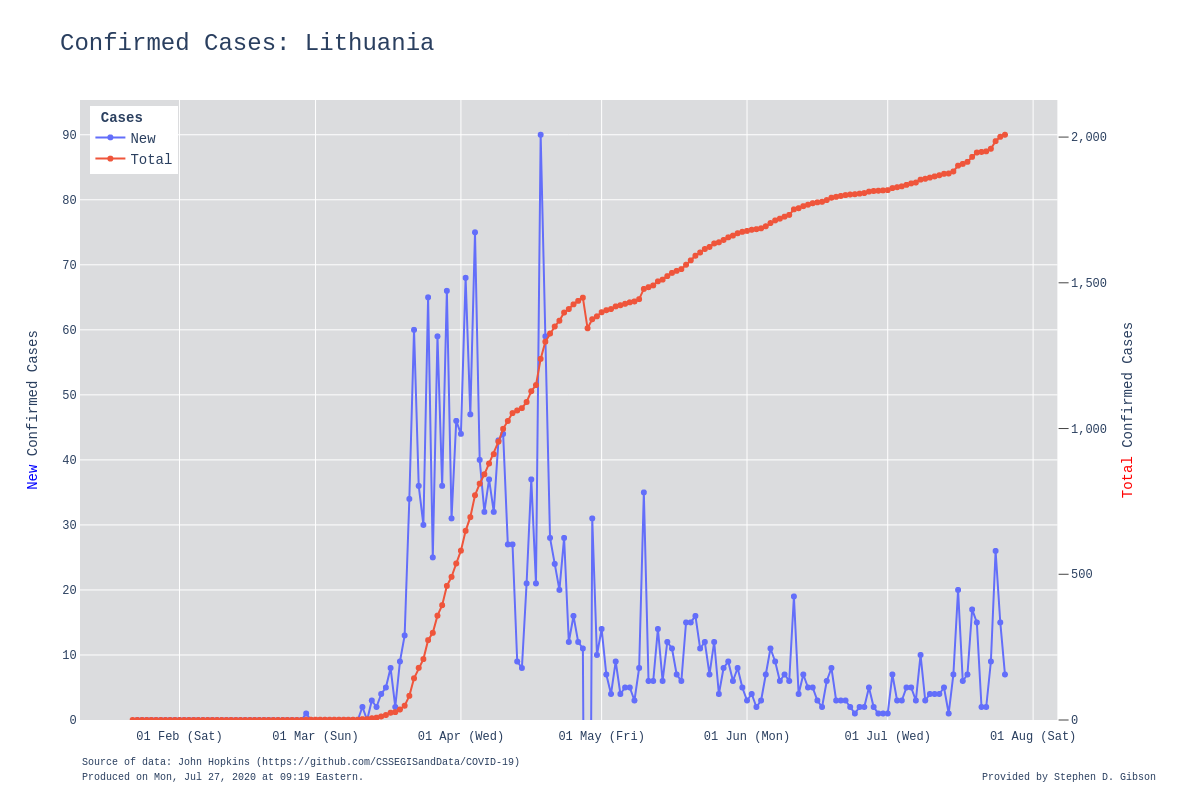 Confirmed Cases: Lithuania
Cases
New
Total
90
80
70
60
50
40
30
20
10
0
New Confirmed Cases
2,000
1,500
1,000
500
0
Total Confirmed Cases
01 Feb (Sat) 01 Mar (Sun) 01 Apr (Wed) 01 May (Fri) 01 Jun (Mon) 01 Jul (Wed) 01 Aug (Sat)
Source of data: John Hopkins (https://github.com/CSSEGISandData/COVID-19)
Produced on Mon, Jul 27, 2020 at 09:19 Eastern.
Provided by Stephen D. Gibson